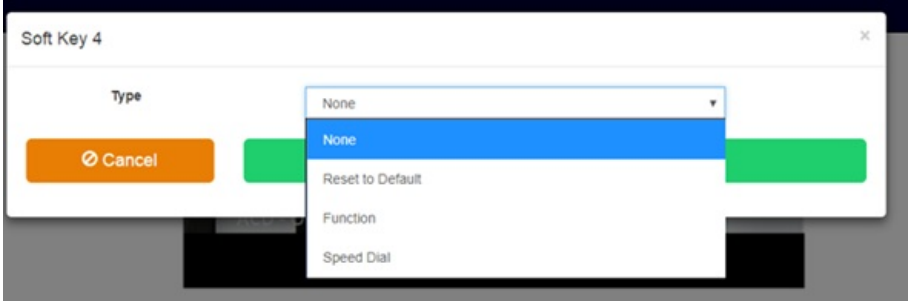 Soft Key 4
×
Type
None
None
Cancel
Reset to Default
Function
Speed Dial